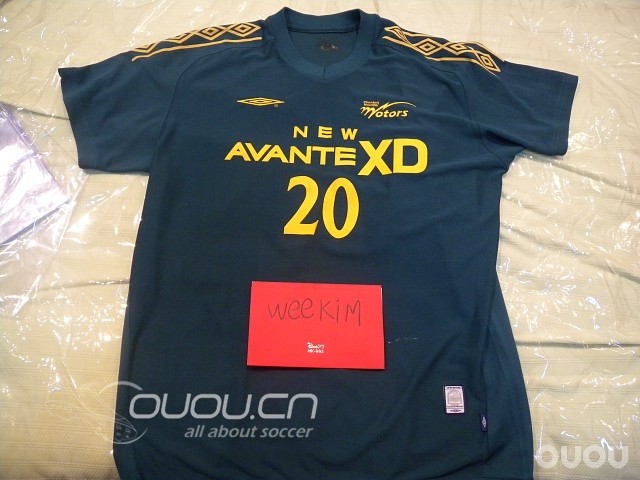 Motors
NEW
AVANTE XD
20
weekim
OUOU.CN
all about soccer
OUOU